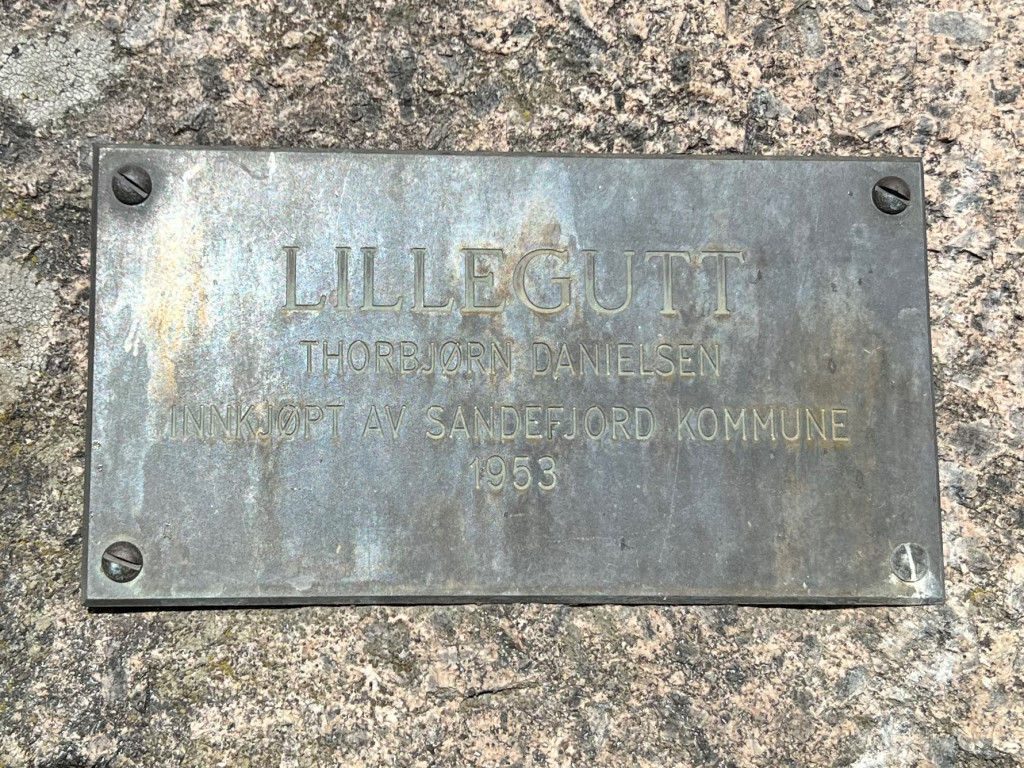 LILLEGUTT
THORBJØRN DANIELSEN
INNKJØPT AV SANDEFJORD KOMMUNE
1953